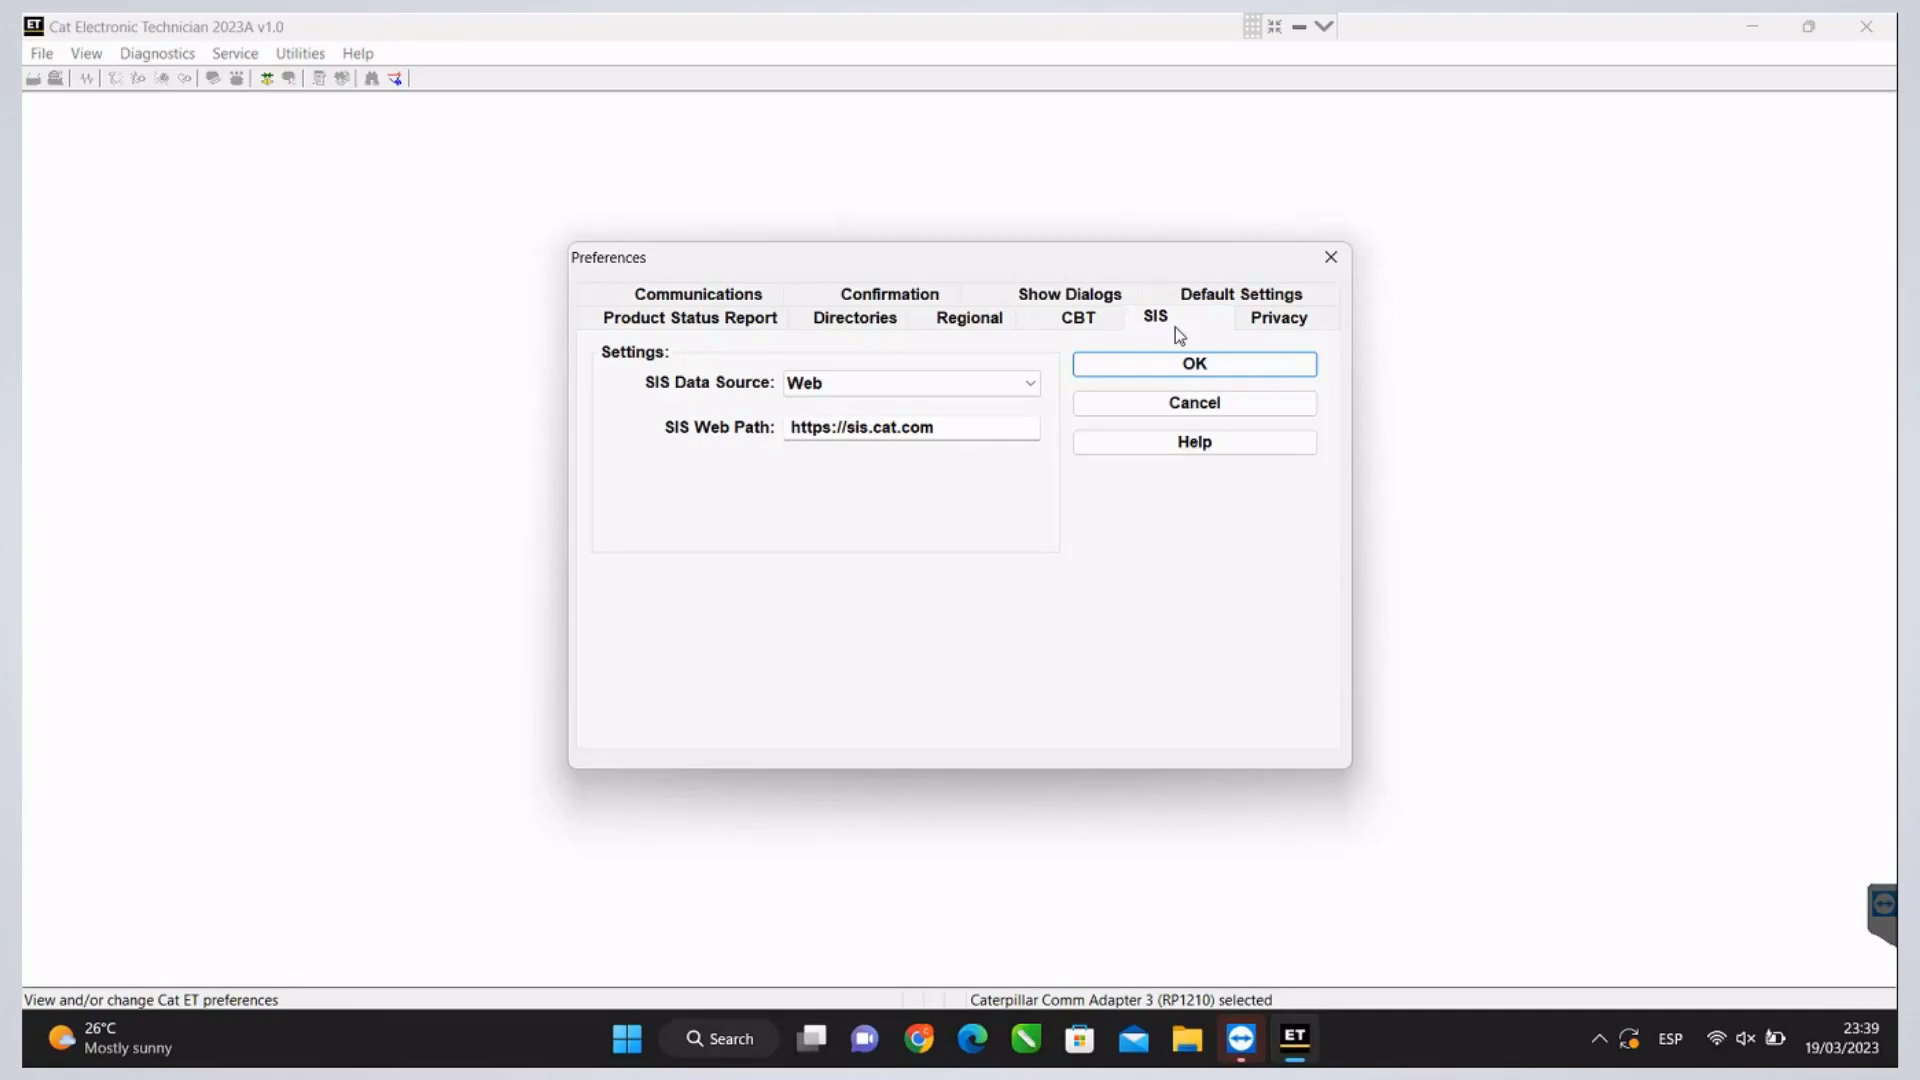 ET Cat Electronic Technician 2023A v1.0
File View Diagnostics Service Utilities Help
Preferences
Communications Confirmation Show Dialogs Default Settings
Product Status Report Directories Regional CBT SIS Privacy
Settings:
SIS Data Source: Web
SIS Web Path: https://sis.cat.com
OK
Cancel
Help
View and/or change Cat ET preferences
Caterpillar Comm Adapter 3 (RP1210) selected
26°C
Mostly sunny
Search
ET
ESP
23:39
19/03/2023